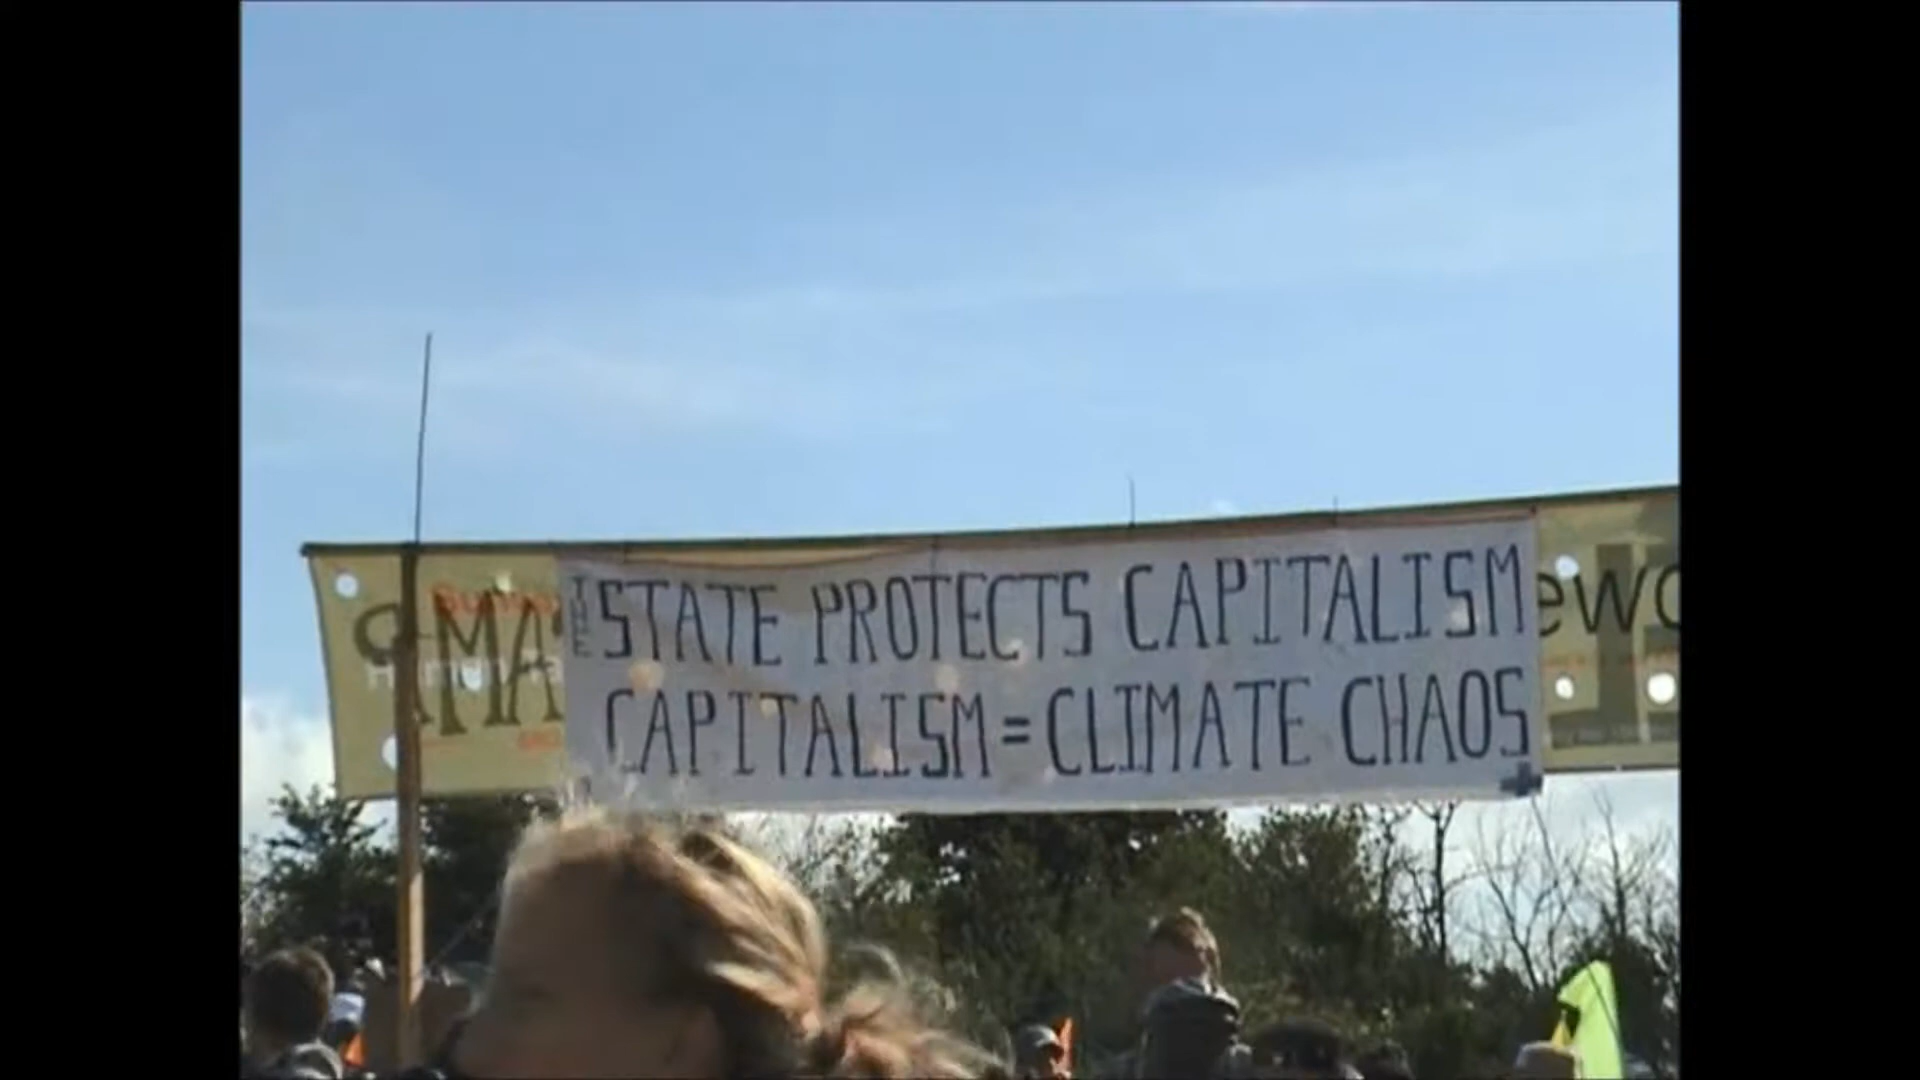 THE STATE PROTECTS CAPITALISM
CAPITALISM = CLIMATE CHAOS